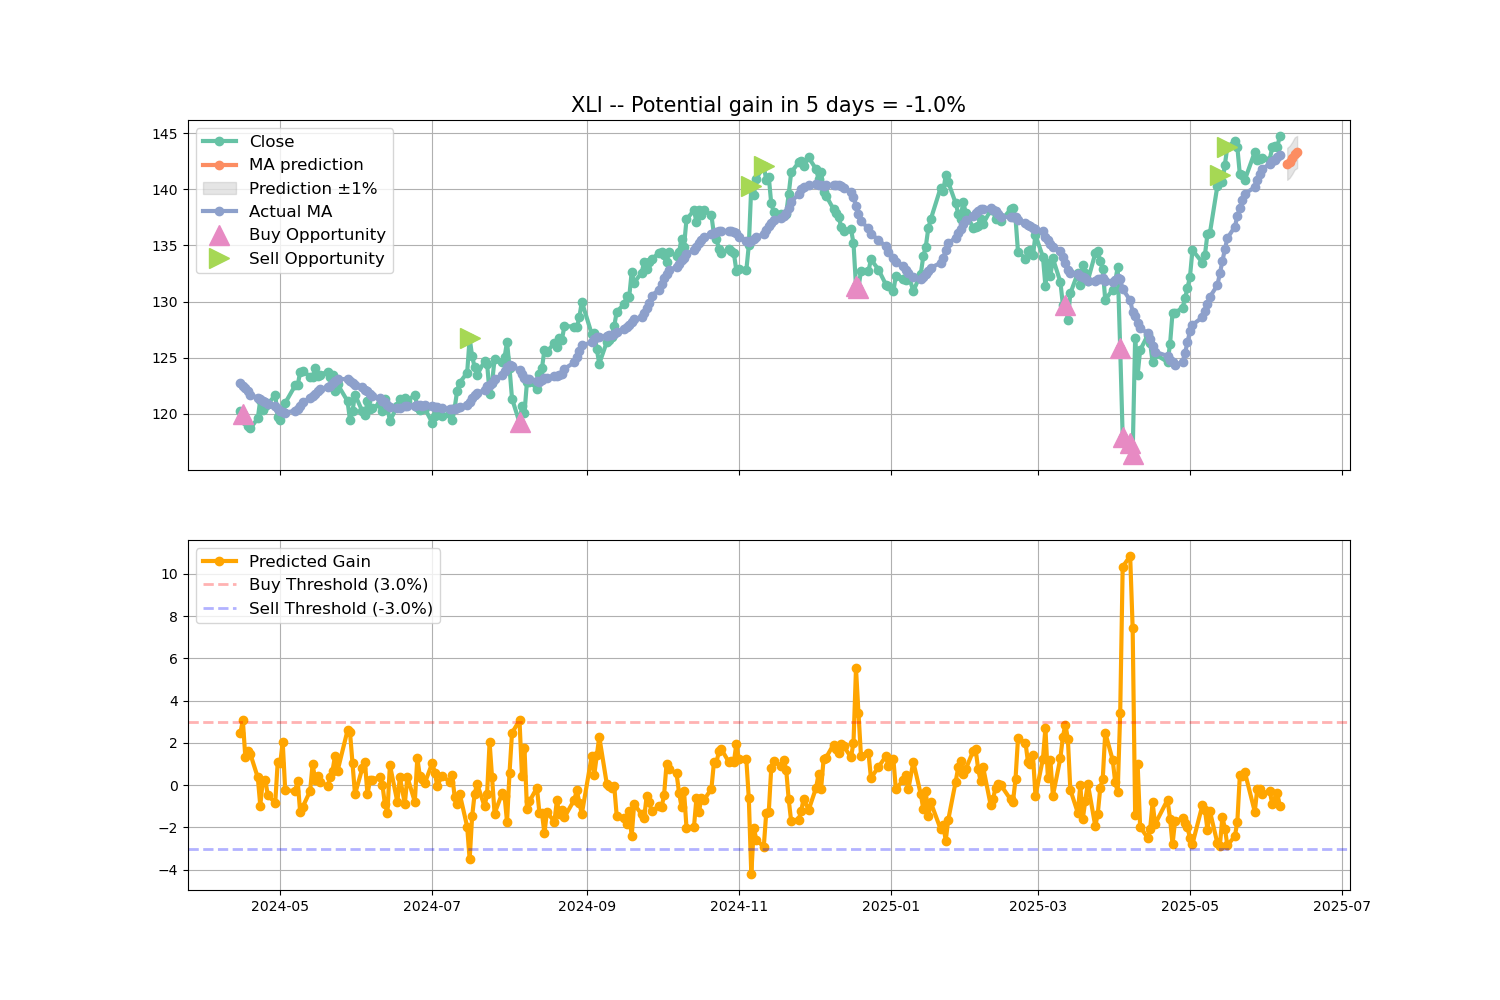 XLI -- Potential gain in 5 days = -1.0%
145
140
135
130
125
120
Close
MA prediction
Prediction ±1%
Actual MA
Buy Opportunity
Sell Opportunity
10
8
6
4
2
0
−2
−4
Predicted Gain
Buy Threshold (3.0%)
Sell Threshold (-3.0%)
2024-05
2024-07
2024-09
2024-11
2025-01
2025-03
2025-05
2025-07